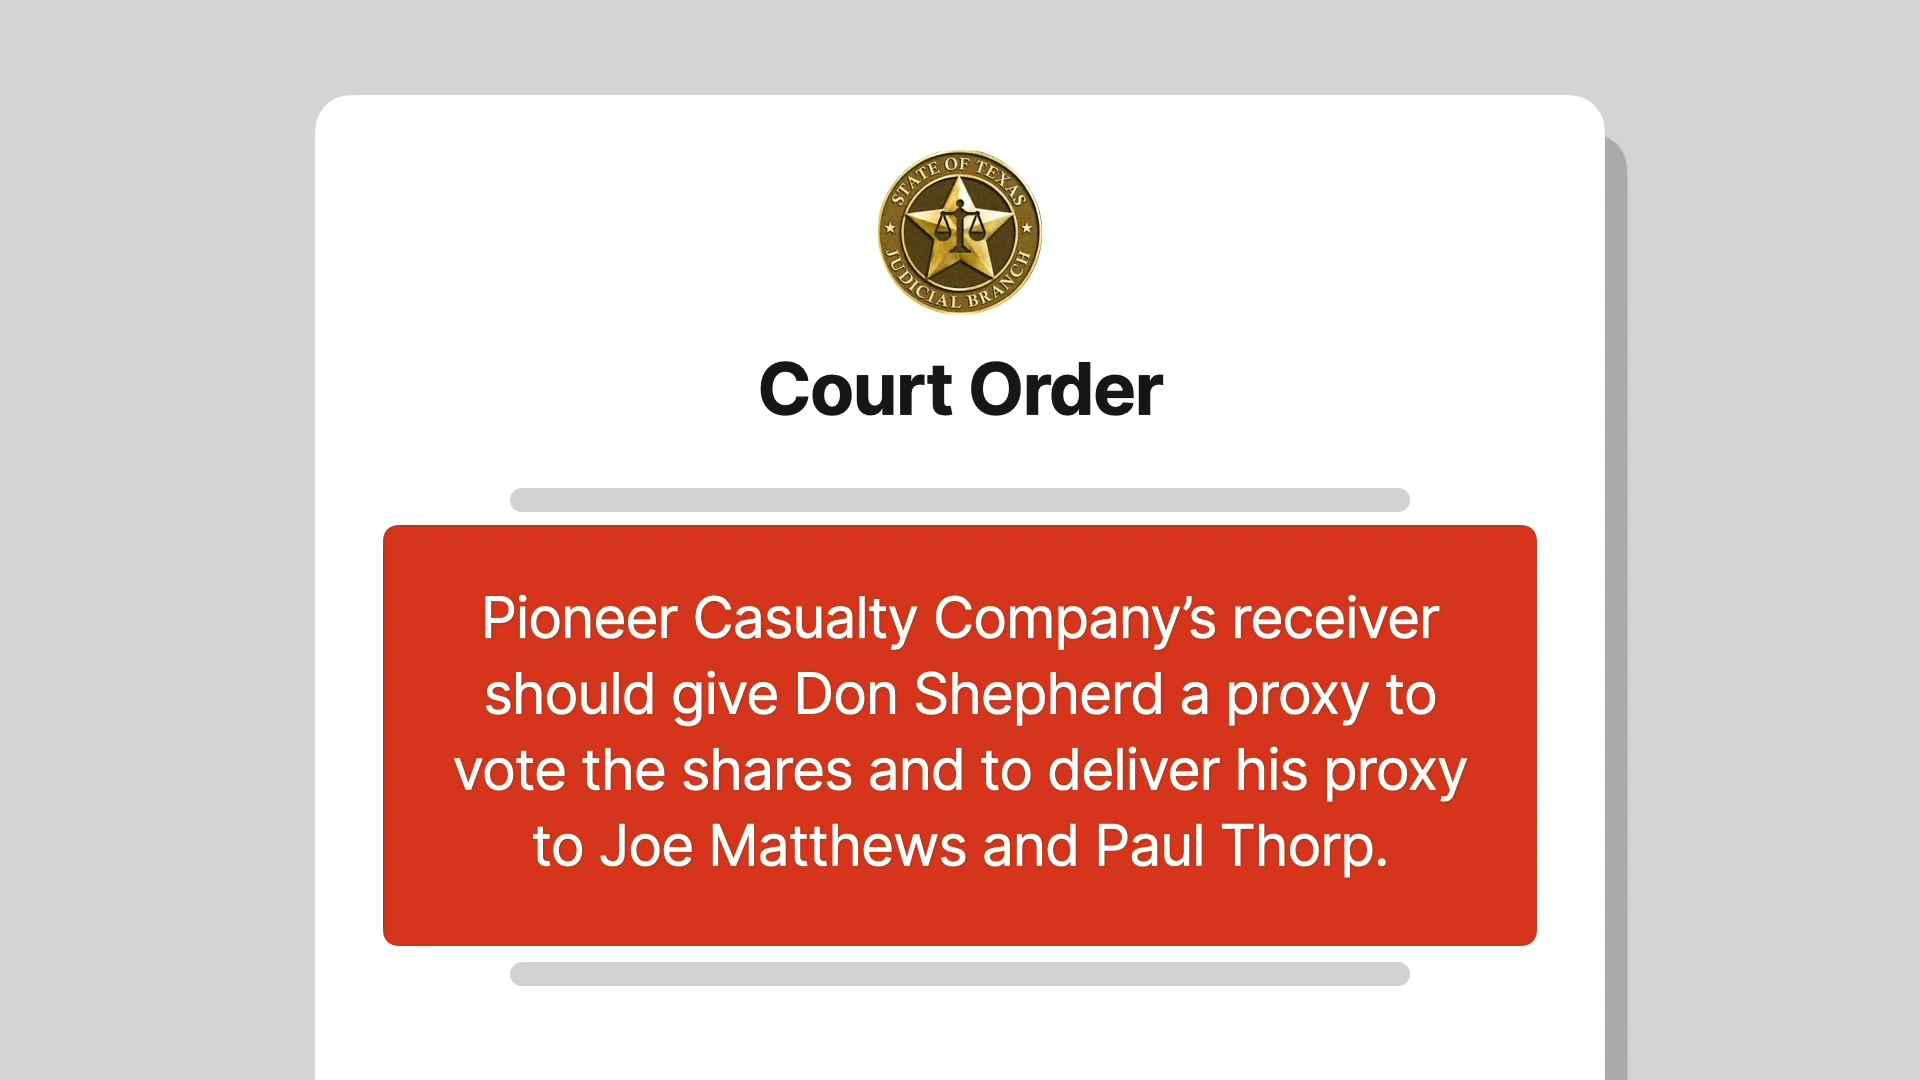 STATE OF TEXAS
JUDICIAL BRANCH
Court Order
Pioneer Casualty Company’s receiver
should give Don Shepherd a proxy to
vote the shares and to deliver his proxy
to Joe Matthews and Paul Thorp.